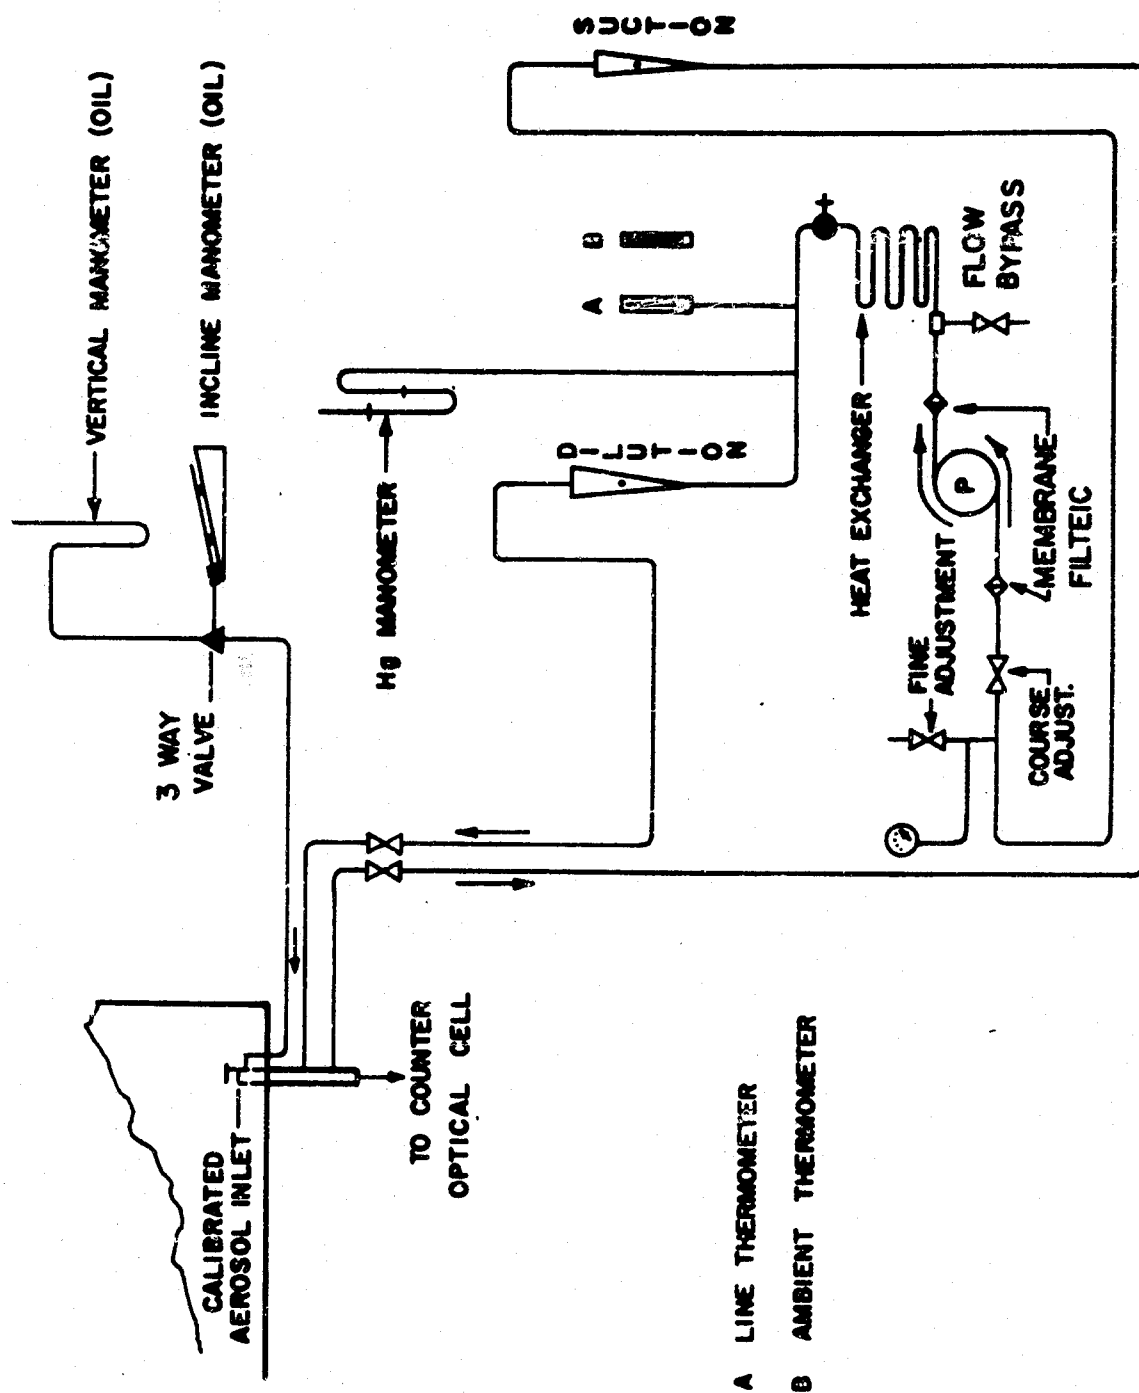 VERTICAL MANOMETER (OIL)
INCLINE MANOMETER (OIL)
3 WAY
VALVE
SUCTION
B
A
Hg MANOMETER
DILUTION
FLOW
BYPASS
HEAT EXCHANGER
P
MEMBRANE
FILTEIC
FINE
ADJUSTMENT
COURSE
ADJUST.
CALIBRATED
AEROSOL INLET
TO COUNTER
OPTICAL CELL
A LINE THERMOMETER
B AMBIENT THERMOMETER